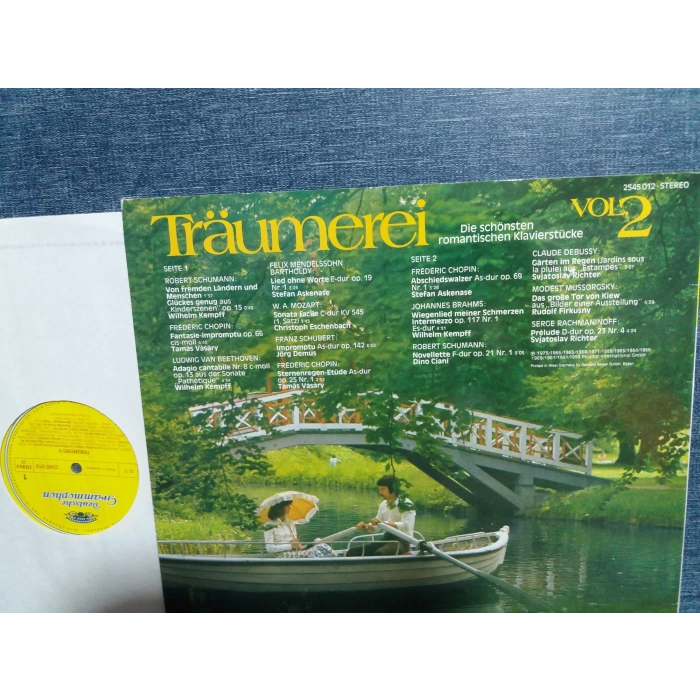 2545 012 · STEREO
Träumerei
Die schönsten
romantischen Klavierstücke
VOL. 2
SEITE 1
ROBERT SCHUMANN:
Von fremden Ländern und
Menschen
Glückes genug aus
„Kinderszenen" op. 15
Wilhelm Kempff
FRÉDÉRIC CHOPIN:
Fantasie-Impromptu op. 66
cis-moll
Tamás Vásáry
LUDWIG VAN BEETHOVEN:
Adagio cantabile Nr. 8 c-moll
op. 13 aus der Sonate
„Pathétique"
Wilhelm Kempff
FELIX MENDELSSOHN
BARTHOLDY:
Lied ohne Worte E-dur op. 19
Nr. 1
Stefan Askenase
W. A. MOZART:
Sonata facile C-dur KV 545
(1. Satz)
Christoph Eschenbach
FRANZ SCHUBERT:
Impromptu As-dur op. 142
Jörg Demus
FRÉDÉRIC CHOPIN:
Sternenregen-Etüde As-dur
op. 25 Nr. 1
Tamás Vásáry
SEITE 2
FRÉDÉRIC CHOPIN:
Abschiedswalzer As-dur op. 69
Nr. 1
Stefan Askenase
JOHANNES BRAHMS:
Wiegenlied meiner Schmerzen
Intermezzo op. 117 Nr. 1
Es-dur
Wilhelm Kempff
ROBERT SCHUMANN:
Novellette F-dur op. 21 Nr. 1
Dino Ciani
CLAUDE DEBUSSY:
Gärten im Regen (Jardins sous
la pluie) aus „Estampes"
Svjatoslav Richter
MODEST MUSSORGSKY:
Das große Tor von Kiew
aus „Bilder einer Ausstellung"
Rudolf Firkusny
SERGE RACHMANINOFF:
Prelude D-dur op. 23 Nr. 4
Svjatoslav Richter
Deutsche
Grammophon
1
2545 012
TRÄUMEREI II